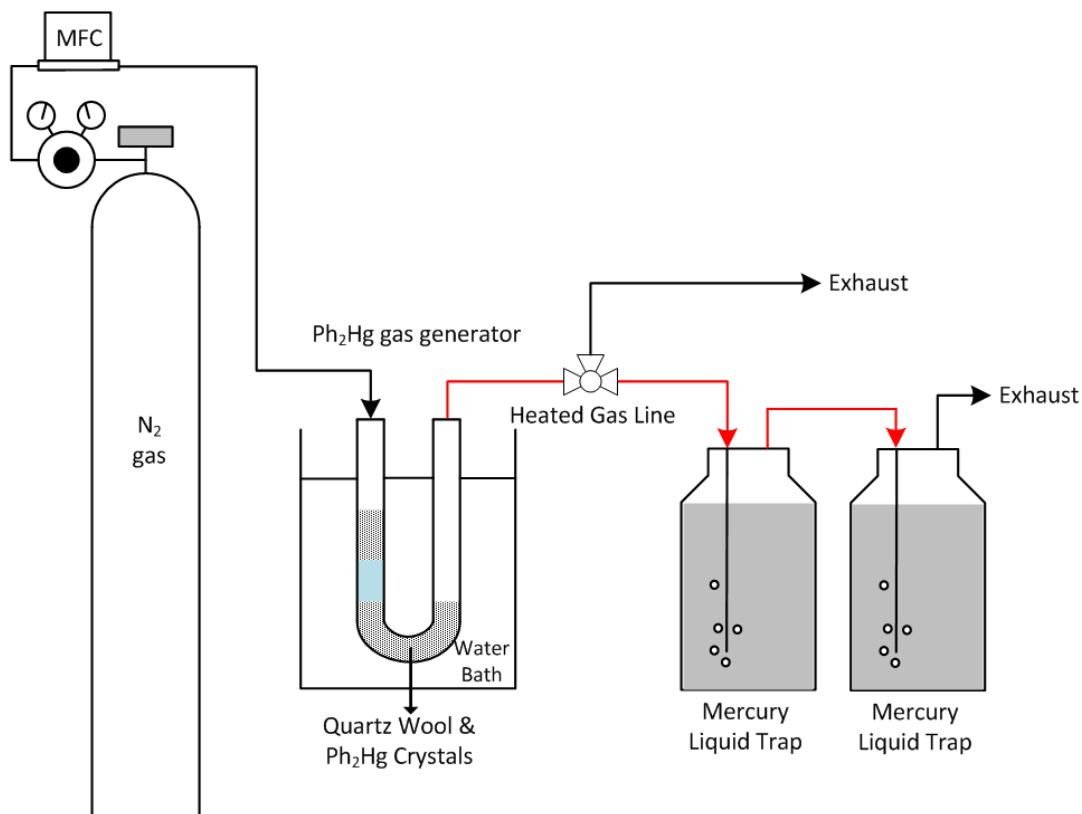 MFC
Exhaust
Ph₂Hg gas generator
Exhaust
Heated Gas Line
N₂
gas
Water
Bath
Quartz Wool &
Ph₂Hg Crystals
Mercury
Liquid Trap
Mercury
Liquid Trap